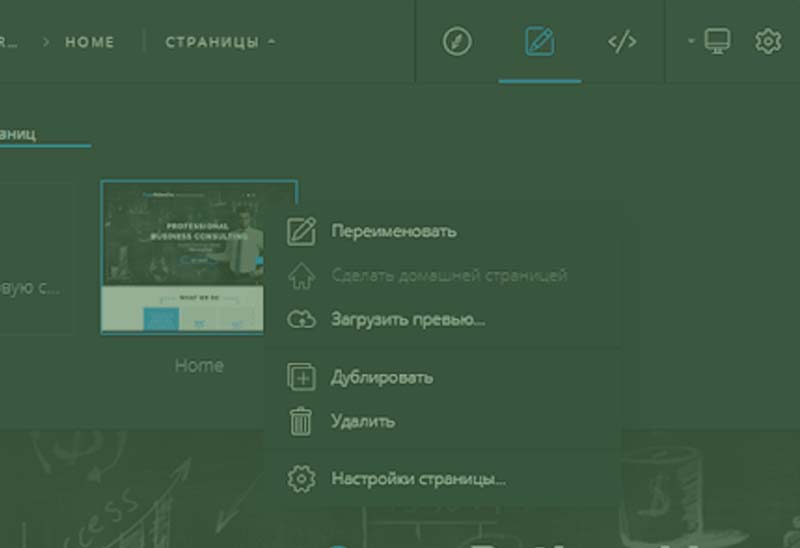 R... > HOME | СТРАНИЦЫ
вниц
PROFESSIONAL
BUSINESS CONSULTING
WHAT WE DO
вую с...
Home
Переименовать
Сделать домашней страницей
Загрузить превью...
Дублировать
Удалить
Настройки страницы...